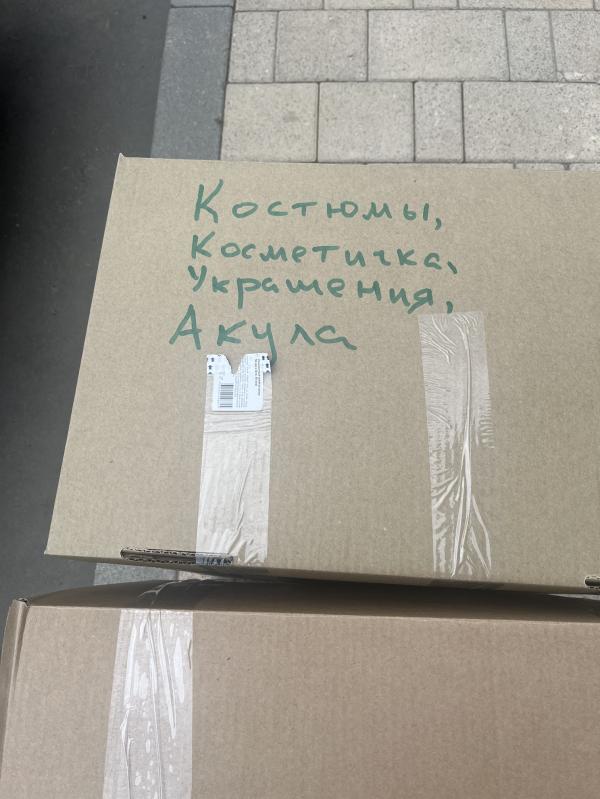 Костюмы,
Косметичка,
Украшения,
Акула